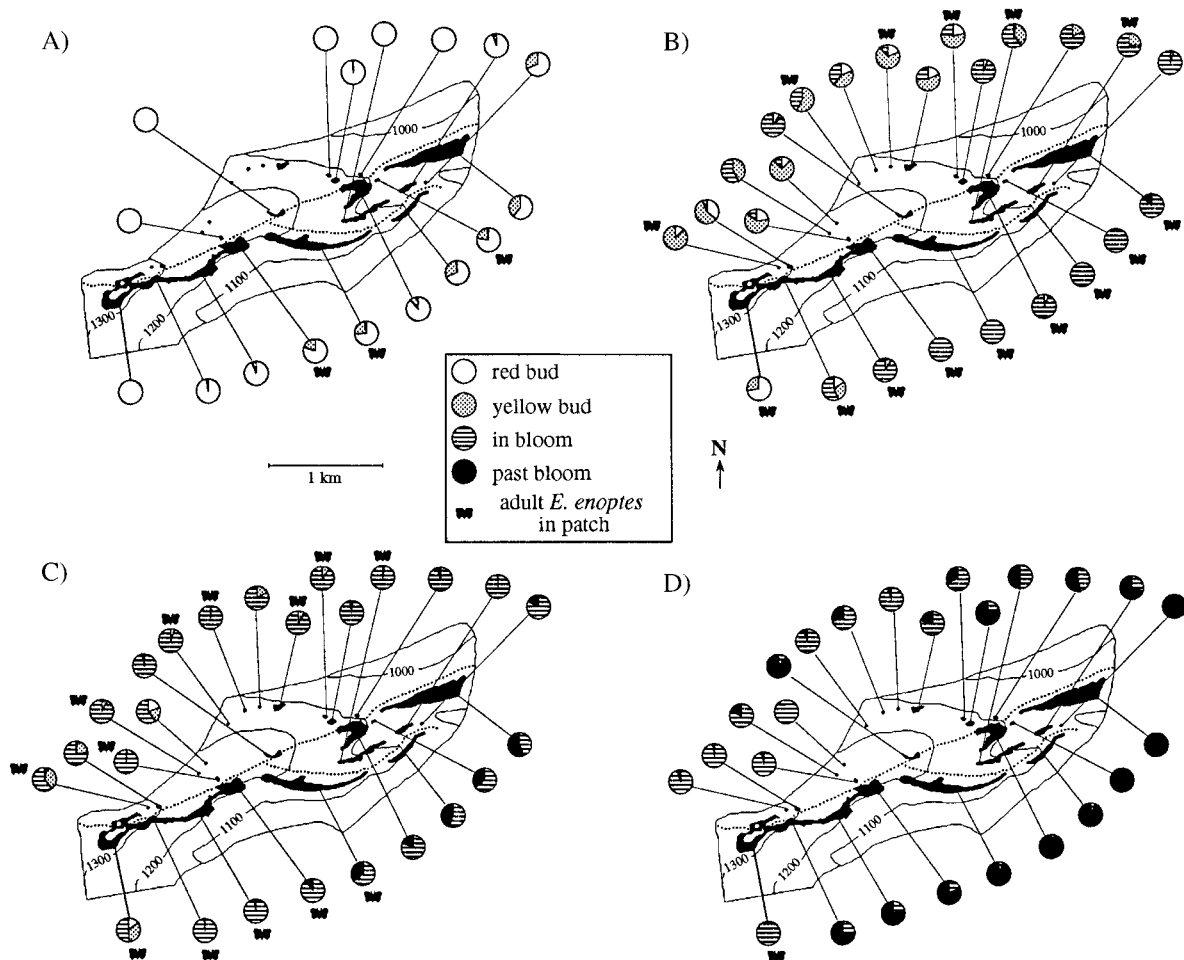 A)
1000
1100
1200
1300
B)
1000
1100
1200
1300
red bud
yellow bud
in bloom
past bloom
adult E. enoptes
in patch
1 km
N
C)
1000
1100
1200
1300
D)
1000
1100
1200
1300